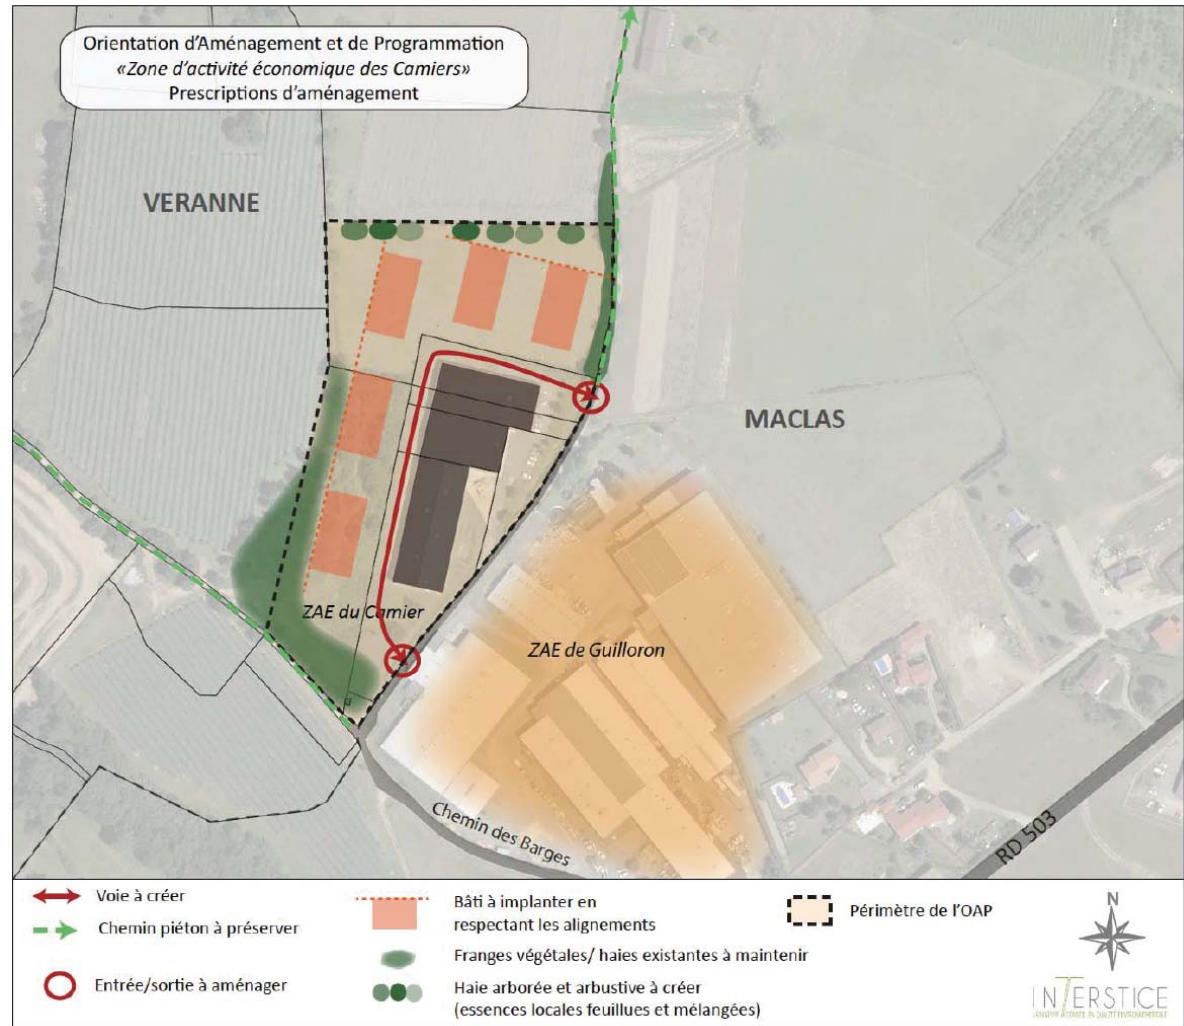 Orientation d'Aménagement et de Programmation
«Zone d'activité économique des Camiers»
Prescriptions d'aménagement
VERANNE
MACLAS
ZAE du Camier
ZAE de Guilloron
Chemin des Barges
RD 503
Voie à créer
Chemin piéton à préserver
Entrée/sortie à aménager
Bâti à implanter en
respectant les alignements
Franges végétales/ haies existantes à maintenir
Haie arborée et arbustive à créer
(essences locales feuillues et mélangées)
Périmètre de l'OAP
N
INTERSTICE